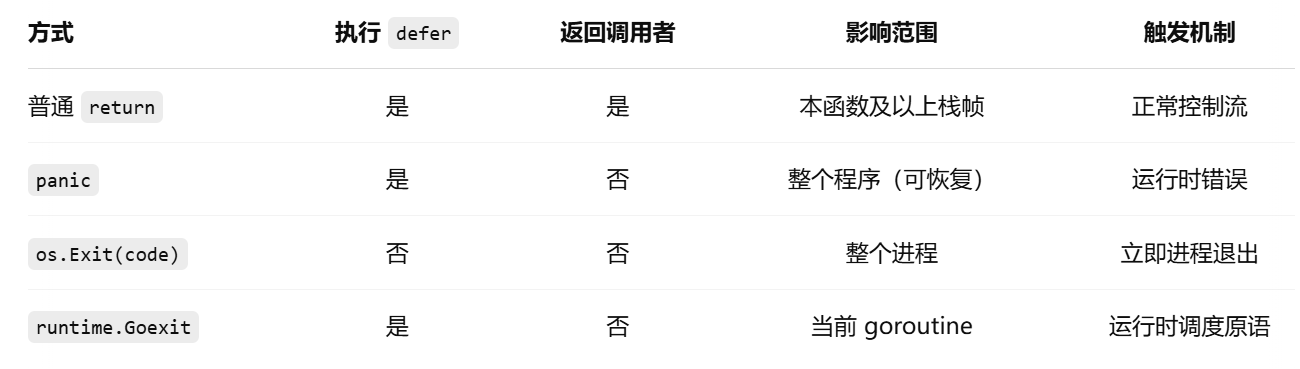 方式 执行 defer 返回调用者 影响范围 触发机制
普通 return 是 是 本函数及以上栈帧 正常控制流
panic 是 否 整个程序（可恢复） 运行时错误
os.Exit(code) 否 否 整个进程 立即进程退出
runtime.Goexit 是 否 当前 goroutine 运行时调度原语